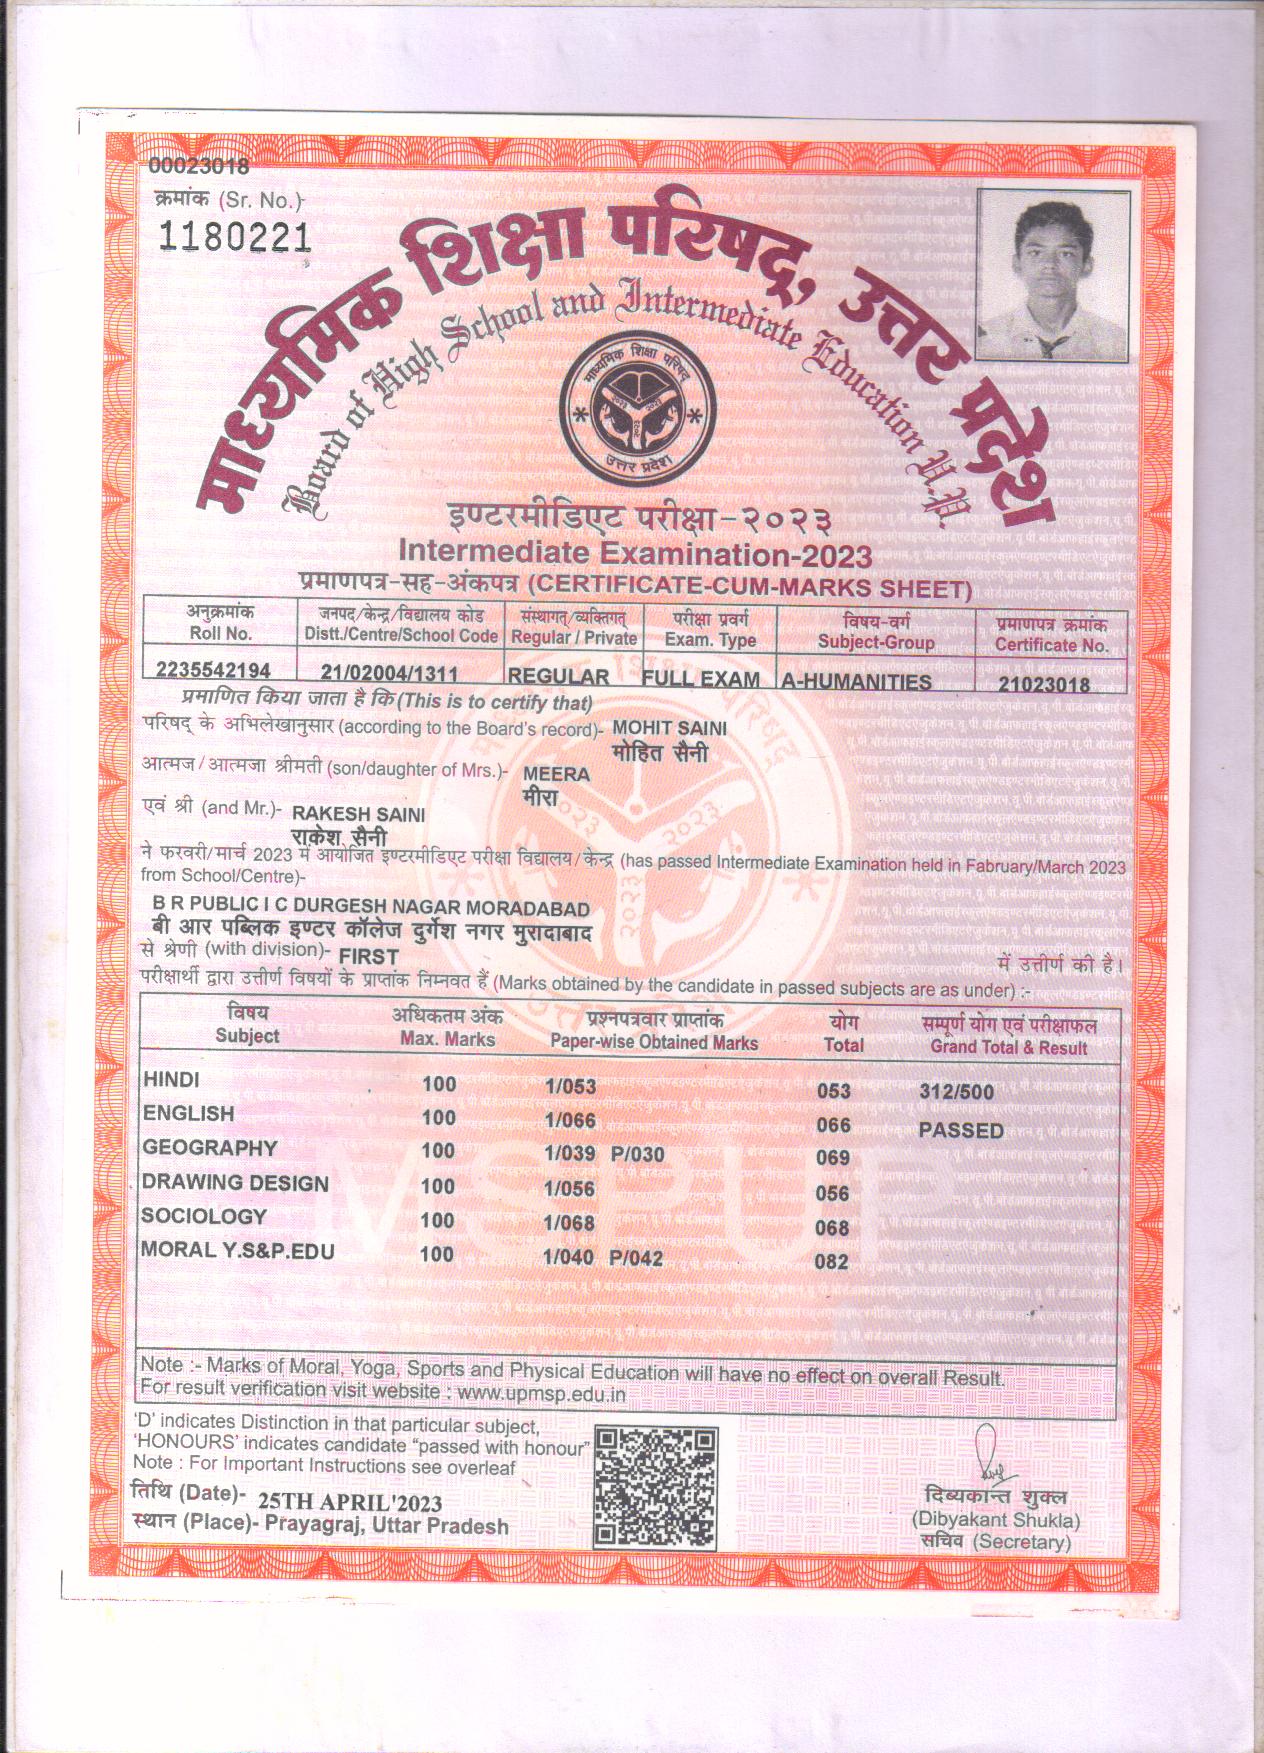 00023018
क्रमांक (Sr. No.)-
1180221
माध्यमिक शिक्षा परिषद्, उत्तर प्रदेश
Board of High School and Intermediate Education U.P.
माध्यमिक शिक्षा परिषद्
२०२३ २०२३
२०२३
उत्तर प्रदेश
इण्टरमीडिएट परीक्षा-२०२३
Intermediate Examination-2023
प्रमाणपत्र-सह-अंकपत्र (CERTIFICATE-CUM-MARKS SHEET)
अनुक्रमांक जनपद/केन्द्र/विद्यालय कोड संस्थागत्/व्यक्तिगत् परीक्षा प्रवर्ग विषय-वर्ग प्रमाणपत्र क्रमांक
Roll No. Distt./Centre/School Code Regular / Private Exam. Type Subject-Group Certificate No.
2235542194 21/02004/1311 REGULAR FULL EXAM A-HUMANITIES 21023018
प्रमाणित किया जाता है कि (This is to certify that)
परिषद् के अभिलेखानुसार (according to the Board's record)- MOHIT SAINI
मोहित सैनी
आत्मज/आत्मजा श्रीमती (son/daughter of Mrs.)- MEERA
मीरा
एवं श्री (and Mr.)- RAKESH SAINI
राकेश सैनी
ने फरवरी/मार्च 2023 में आयोजित इण्टरमीडिएट परीक्षा विद्यालय/केन्द्र (has passed Intermediate Examination held in Fabruary/March 2023
from School/Centre)-
B R PUBLIC I C DURGESH NAGAR MORADABAD
बी आर पब्लिक इण्टर कॉलेज दुर्गेश नगर मुरादाबाद
से श्रेणी (with division)- FIRST में उत्तीर्ण की है।
परीक्षार्थी द्वारा उत्तीर्ण विषयों के प्राप्तांक निम्नवत हैं (Marks obtained by the candidate in passed subjects are as under) :-
विषय अधिकतम अंक प्रश्नपत्रवार प्राप्तांक योग सम्पूर्ण योग एवं परीक्षाफल
Subject Max. Marks Paper-wise Obtained Marks Total Grand Total & Result
HINDI 100 1/053 053 312/500
ENGLISH 100 1/066 066 PASSED
GEOGRAPHY 100 1/039 P/030 069
DRAWING DESIGN 100 1/056 056
SOCIOLOGY 100 1/068 068
MORAL Y.S&P.EDU 100 1/040 P/042 082
MSPUP
Note :- Marks of Moral, Yoga, Sports and Physical Education will have no effect on overall Result.
For result verification visit website : www.upmsp.edu.in
'D' indicates Distinction in that particular subject,
'HONOURS' indicates candidate "passed with honour"
Note : For Important Instructions see overleaf
तिथि (Date)- 25TH APRIL'2023
स्थान (Place)- Prayagraj, Uttar Pradesh
दिब्यकान्त शुक्ल
(Dibyakant Shukla)
सचिव (Secretary)